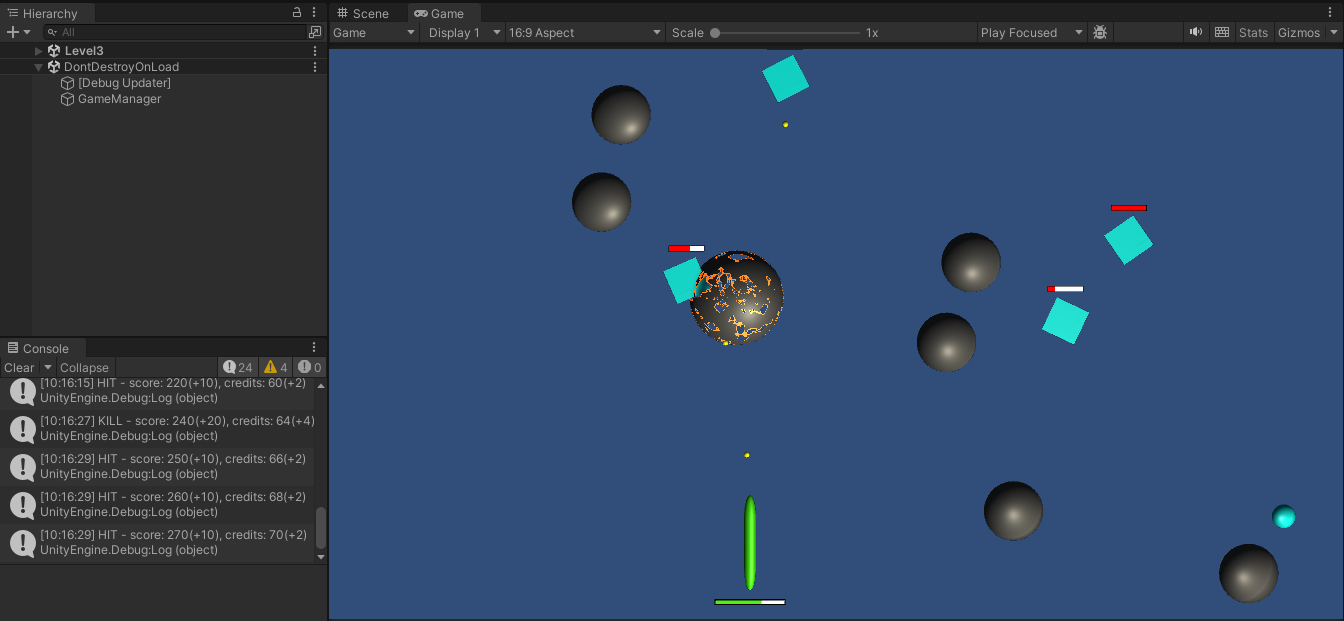 Hierarchy
All
Level3
DontDestroyOnLoad
[Debug Updater]
GameManager
Console
Clear Collapse 24 4 0
[10:16:15] HIT - score: 220(+10), credits: 60(+2)
UnityEngine.Debug:Log (object)
[10:16:27] KILL - score: 240(+20), credits: 64(+4)
UnityEngine.Debug:Log (object)
[10:16:29] HIT - score: 250(+10), credits: 66(+2)
UnityEngine.Debug:Log (object)
[10:16:29] HIT - score: 260(+10), credits: 68(+2)
UnityEngine.Debug:Log (object)
[10:16:29] HIT - score: 270(+10), credits: 70(+2)
UnityEngine.Debug:Log (object)
Scene Game
Game Display 1 16:9 Aspect Scale 1x Play Focused Stats Gizmos